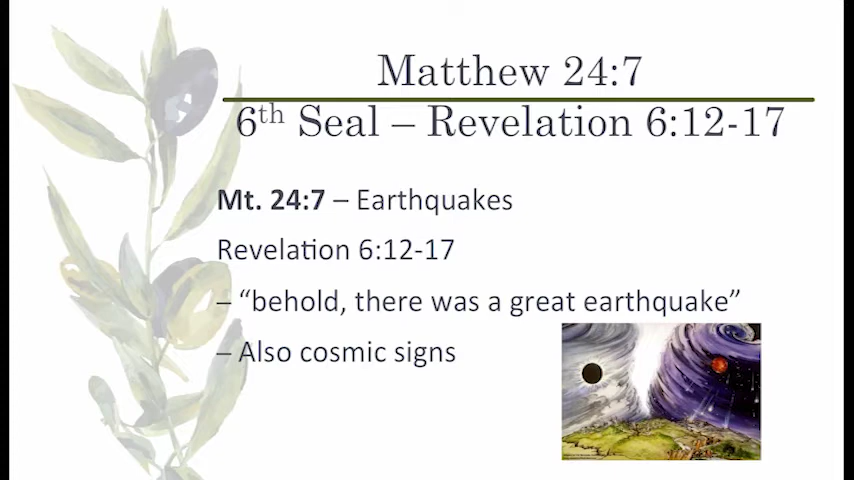 Matthew 24:7
6th Seal – Revelation 6:12-17
Mt. 24:7 – Earthquakes
Revelation 6:12-17
– “behold, there was a great earthquake”
– Also cosmic signs